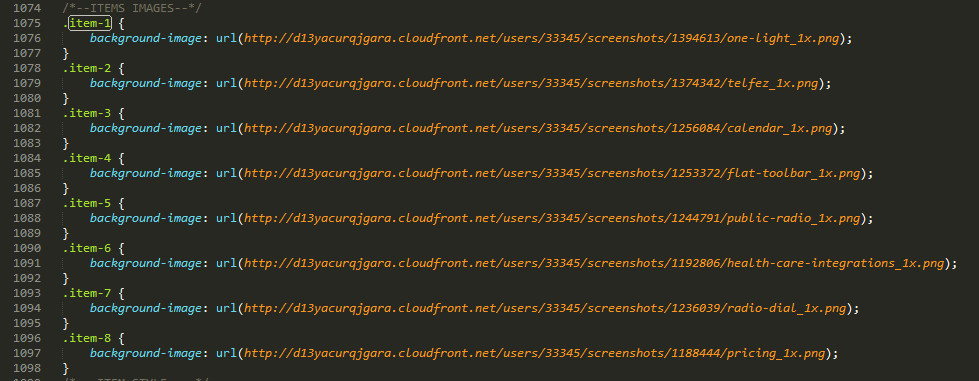 1074 /*--ITEMS IMAGES--*/
1075 .item-1 {
1076 background-image: url(http://d13yacurqjgara.cloudfront.net/users/33345/screenshots/1394613/one-light_1x.png);
1077 }
1078 .item-2 {
1079 background-image: url(http://d13yacurqjgara.cloudfront.net/users/33345/screenshots/1374342/telfez_1x.png);
1080 }
1081 .item-3 {
1082 background-image: url(http://d13yacurqjgara.cloudfront.net/users/33345/screenshots/1256084/calendar_1x.png);
1083 }
1084 .item-4 {
1085 background-image: url(http://d13yacurqjgara.cloudfront.net/users/33345/screenshots/1253372/flat-toolbar_1x.png);
1086 }
1087 .item-5 {
1088 background-image: url(http://d13yacurqjgara.cloudfront.net/users/33345/screenshots/1244791/public-radio_1x.png);
1089 }
1090 .item-6 {
1091 background-image: url(http://d13yacurqjgara.cloudfront.net/users/33345/screenshots/1192806/health-care-integrations_1x.png);
1092 }
1093 .item-7 {
1094 background-image: url(http://d13yacurqjgara.cloudfront.net/users/33345/screenshots/1236039/radio-dial_1x.png);
1095 }
1096 .item-8 {
1097 background-image: url(http://d13yacurqjgara.cloudfront.net/users/33345/screenshots/1188444/pricing_1x.png);
1098 }